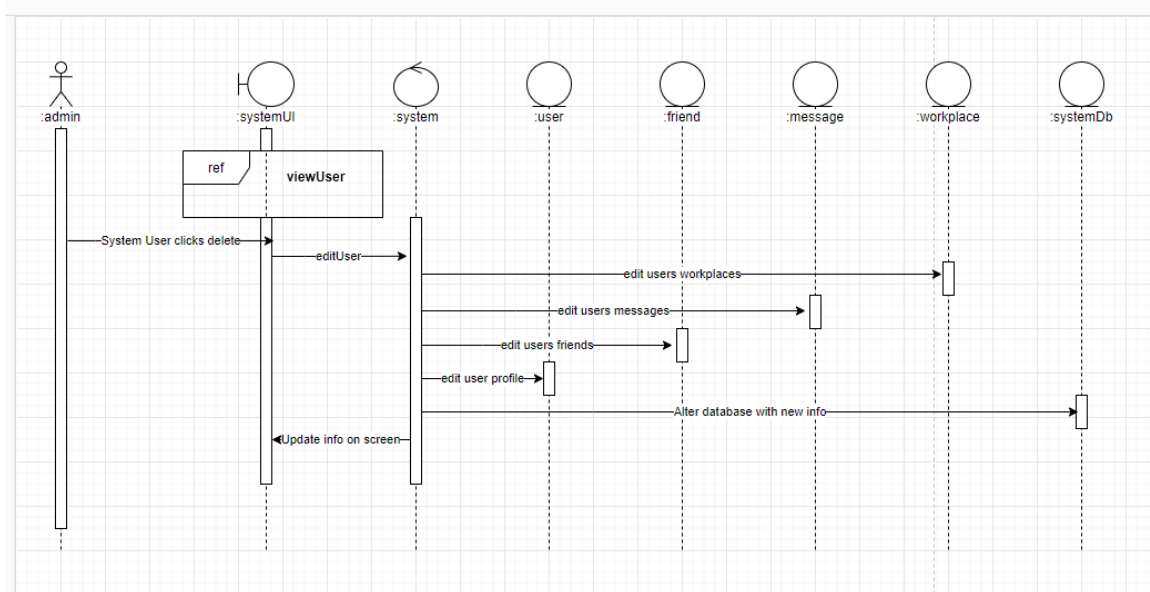 :admin
:systemUI
:system
:user
:friend
:message
:workplace
:systemDb
ref
viewUser
System User clicks delete
editUser
edit users workplaces
edit users messages
edit users friends
edit user profile
Alter database with new info
Update info on screen